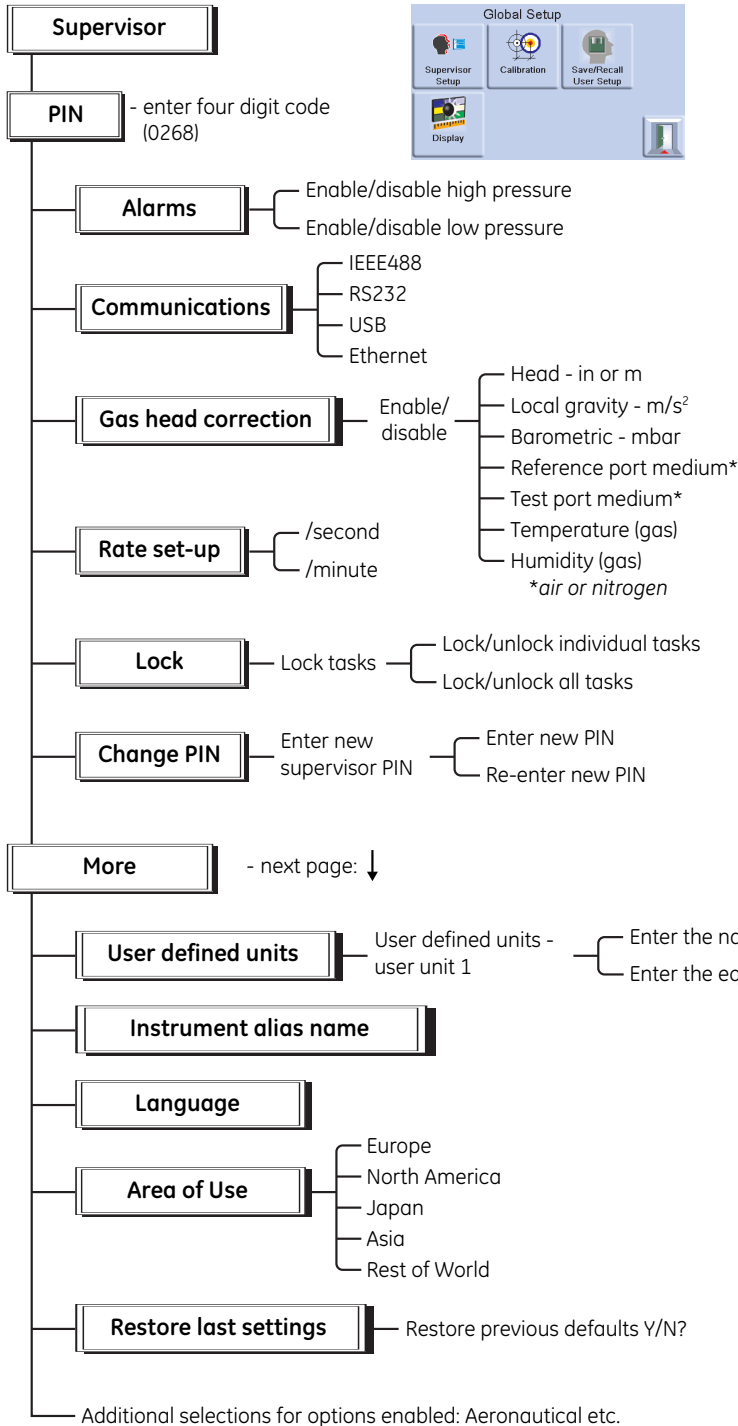 Supervisor
Global Setup
Supervisor
Setup
Calibration
Save/Recall
User Setup
Display
PIN
- enter four digit code
(0268)
Alarms
Enable/disable high pressure
Enable/disable low pressure
Communications
IEEE488
RS232
USB
Ethernet
Gas head correction
Enable/
disable
Head - in or m
Local gravity - m/s²
Barometric - mbar
Reference port medium*
Test port medium*
Temperature (gas)
Humidity (gas)
*air or nitrogen
Rate set-up
/second
/minute
Lock
Lock tasks
Lock/unlock individual tasks
Lock/unlock all tasks
Change PIN
Enter new
supervisor PIN
Enter new PIN
Re-enter new PIN
More
- next page: ↓
User defined units
User defined units -
user unit 1
Enter the
Enter the
Instrument alias name
Language
Area of Use
Europe
North America
Japan
Asia
Rest of World
Restore last settings
Restore previous defaults Y/N?
Additional selections for options enabled: Aeronautical etc.